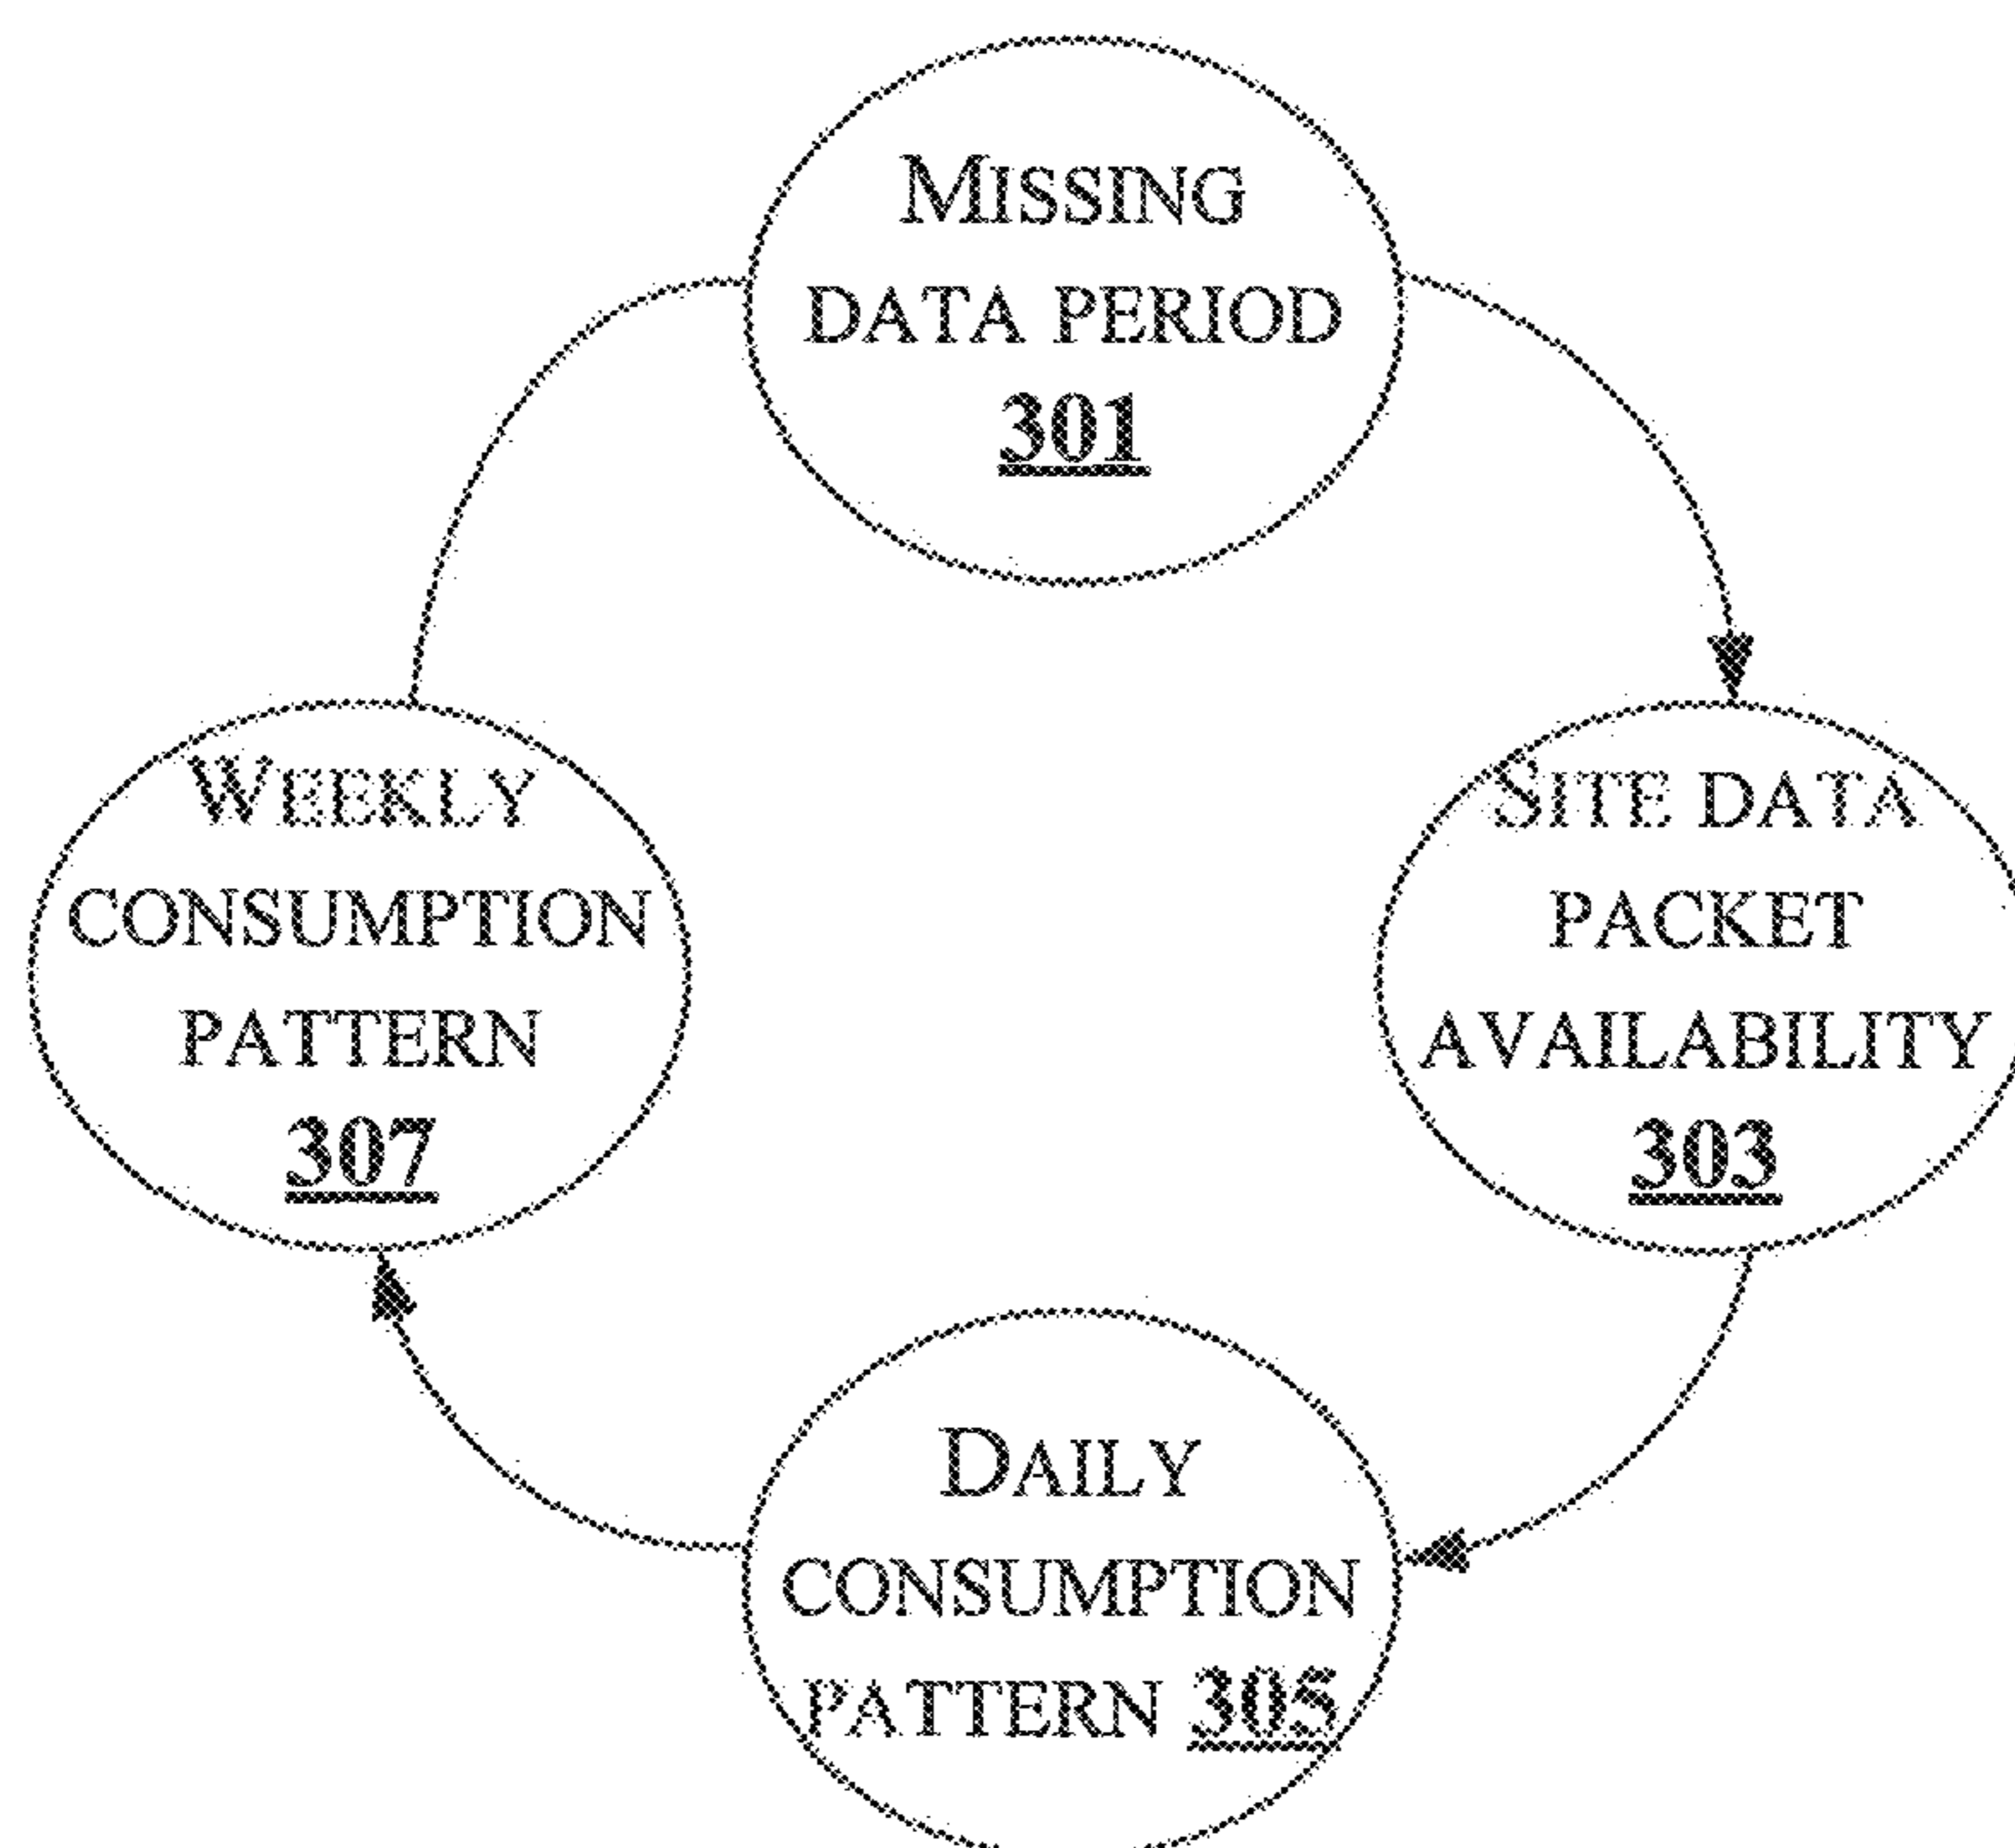 MISSING
DATA PERIOD
301
WEEKLY
CONSUMPTION
PATTERN
307
SITE DATA
PACKET
AVAILABILITY
303
DAILY
CONSUMPTION
PATTERN 305